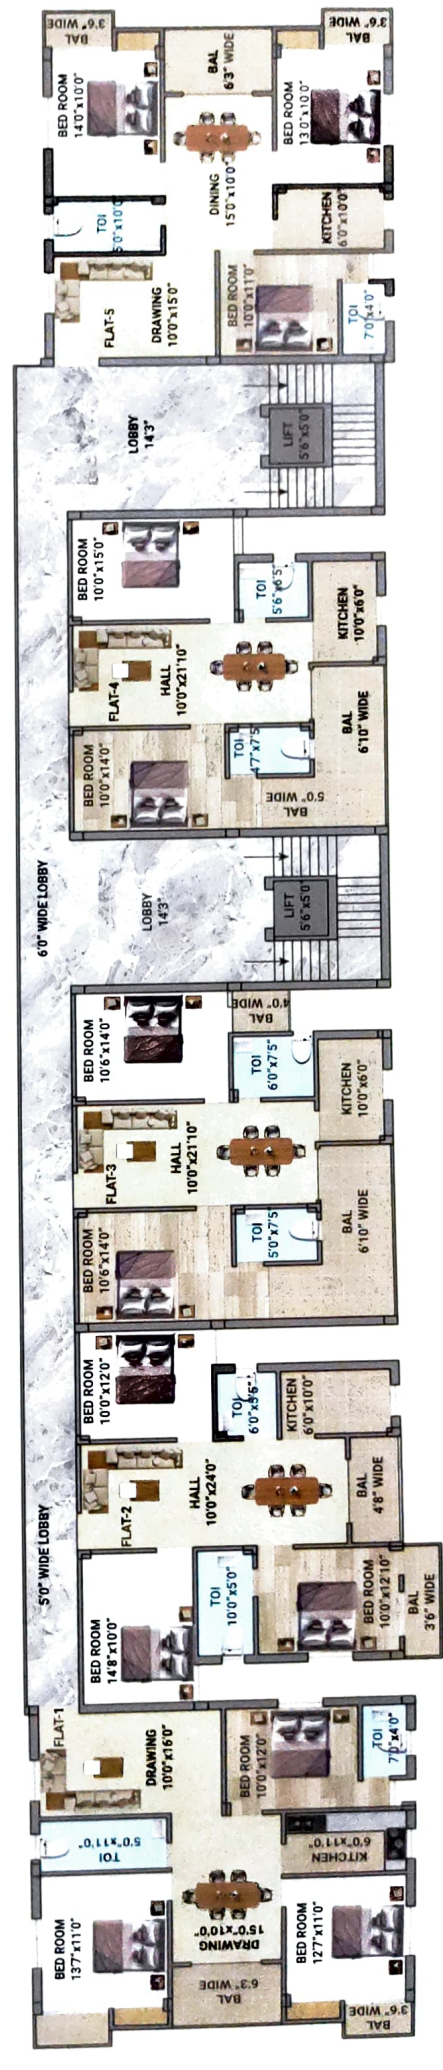 3'6" WIDE
BAL
BED ROOM
14'0"x10'0"
BAL
6'3" WIDE
3'6" WIDE
BAL
BED ROOM
13'0"x10'0"
DINING
15'0"x10'0"
TOI
5'0"x10'0"
KITCHEN
6'0"x10'0"
FLAT-5
DRAWING
10'0"x15'0"
BED ROOM
10'0"x11'0"
TOI
7'0"x4'0"
LOBBY
14'3"
LIFT
5'6"x5'0"
BED ROOM
10'0"x15'0"
TOI
5'6"x6'5"
KITCHEN
10'0"x6'0"
FLAT-4
HALL
10'0"x21'10"
BED ROOM
10'0"x14'0"
TOI
4'7"x7'5"
BAL
6'10" WIDE
5'0" WIDE
BAL
6'0" WIDE LOBBY
LOBBY
14'3"
LIFT
5'6"x5'0"
BED ROOM
10'6"x14'0"
4'0" WIDE
BAL
TOI
6'0"x7'5"
KITCHEN
10'0"x6'0"
FLAT-3
HALL
10'0"x21'10"
BED ROOM
10'6"x14'0"
TOI
5'0"x7'5"
BAL
6'10" WIDE
BED ROOM
10'0"x12'0"
TOI
6'0"x5'6"
KITCHEN
6'0"x10'0"
5'0" WIDE LOBBY
FLAT-2
HALL
10'0"x24'0"
BAL
4'8" WIDE
BED ROOM
14'8"x10'0"
TOI
10'0"x5'0"
BED ROOM
10'0"x12'10"
BAL
3'6" WIDE
FLAT-1
DRAWING
10'0"x16'0"
BED ROOM
10'0"x12'0"
TOI
7'0"x4'0"
TOI
5'0"x11'0"
KITCHEN
6'0"x11'0"
DRAWING
15'0"x10'0"
BED ROOM
13'7"x11'0"
BED ROOM
12'7"x11'0"
BAL
6'3" WIDE
BAL
3'6" WIDE